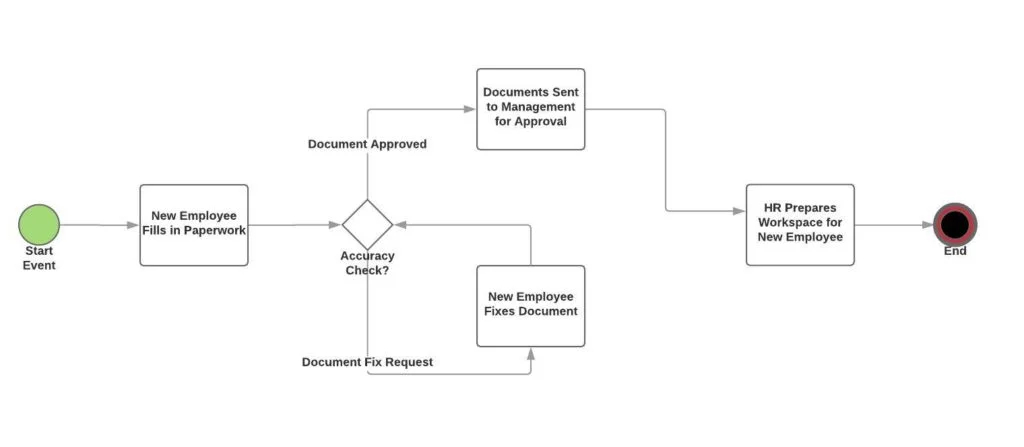 Start
Event
New Employee
Fills in Paperwork
Accuracy
Check?
Document Approved
Documents Sent
to Management
for Approval
Document Fix Request
New Employee
Fixes Document
HR Prepares
Workspace for
New Employee
End